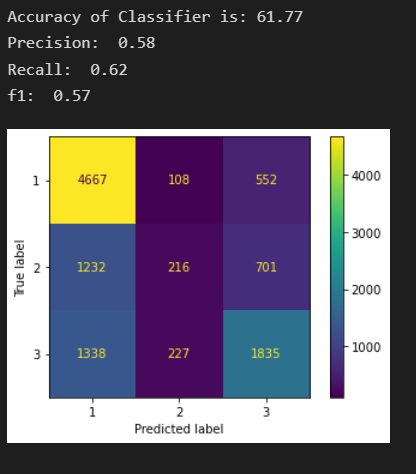 Accuracy of Classifier is: 61.77
Precision:  0.58
Recall:  0.62
f1:  0.57
1 4667 108 552 4000
3000
True label 2 1232 216 701
2000
3 1338 227 1835 1000
1 2 3
Predicted label